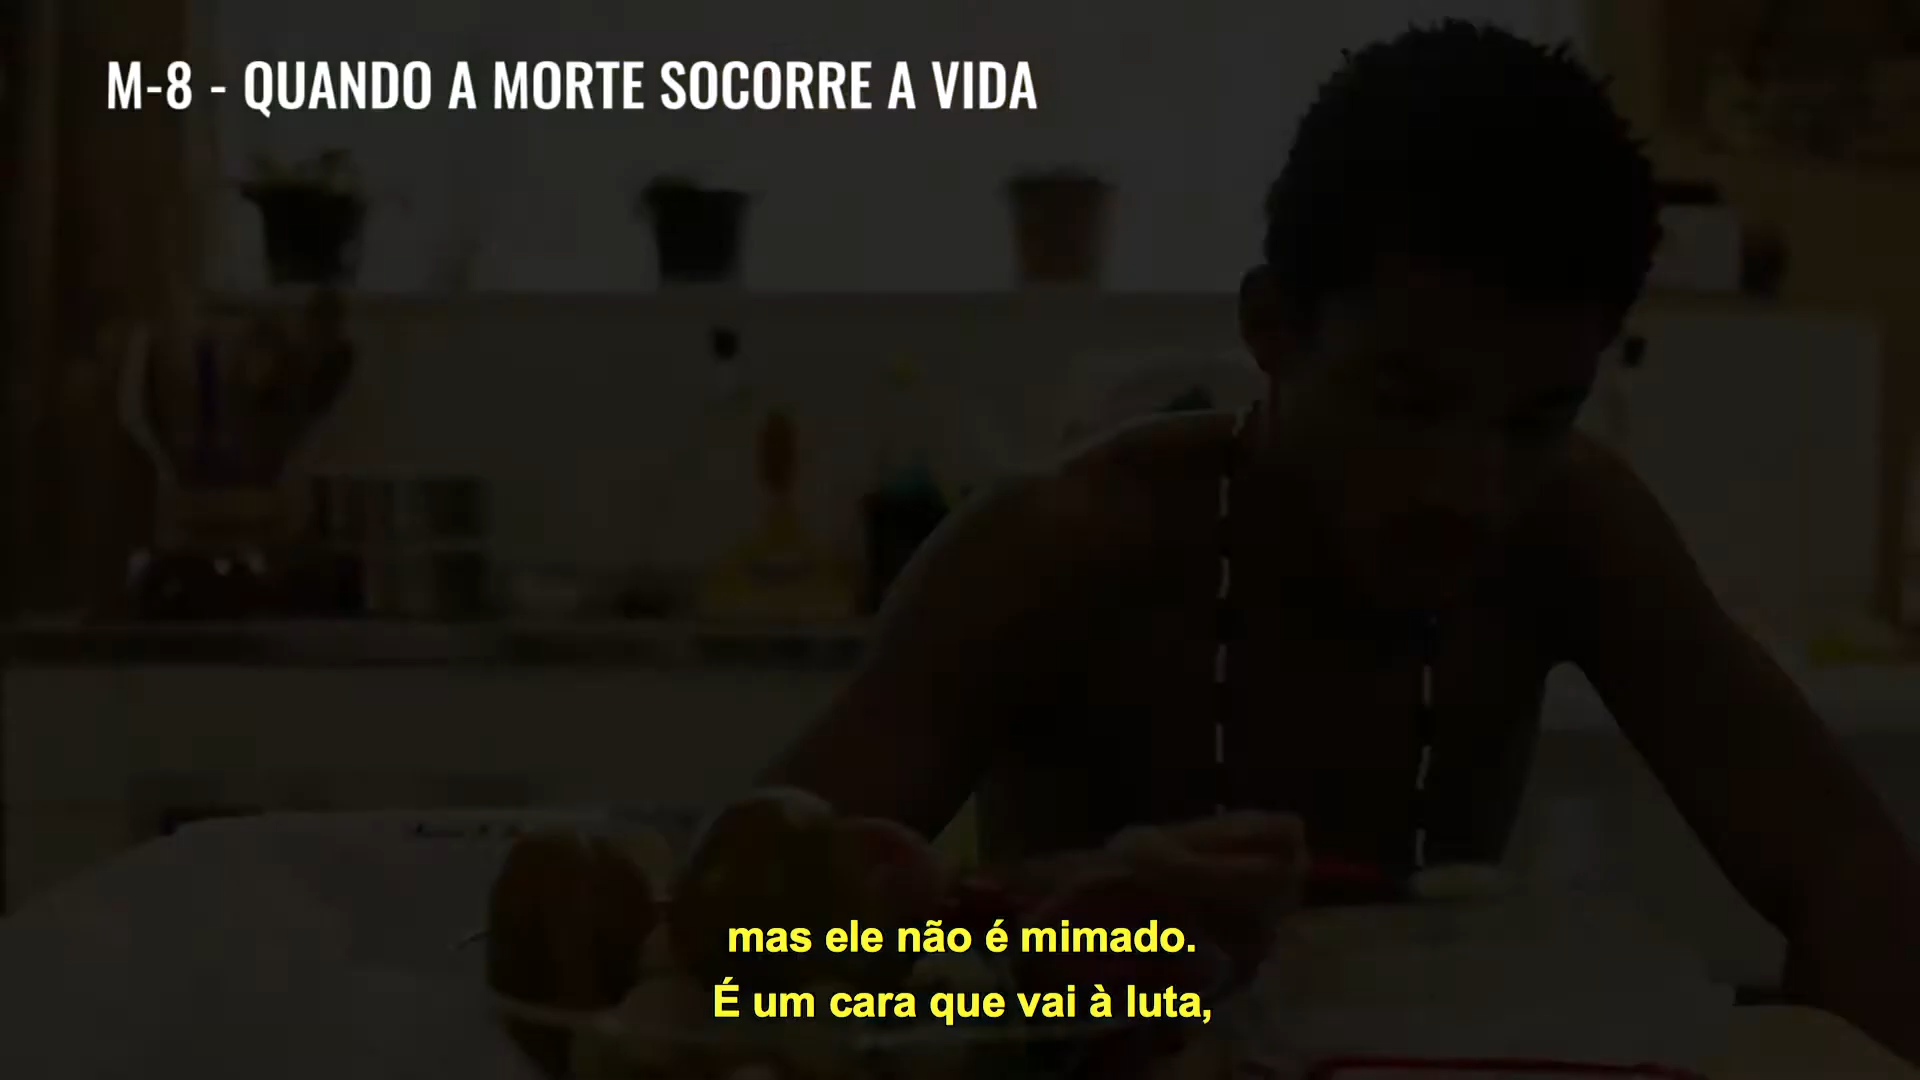 M-8 - QUANDO A MORTE SOCORRE A VIDA
mas ele não é mimado.
É um cara que vai à luta,